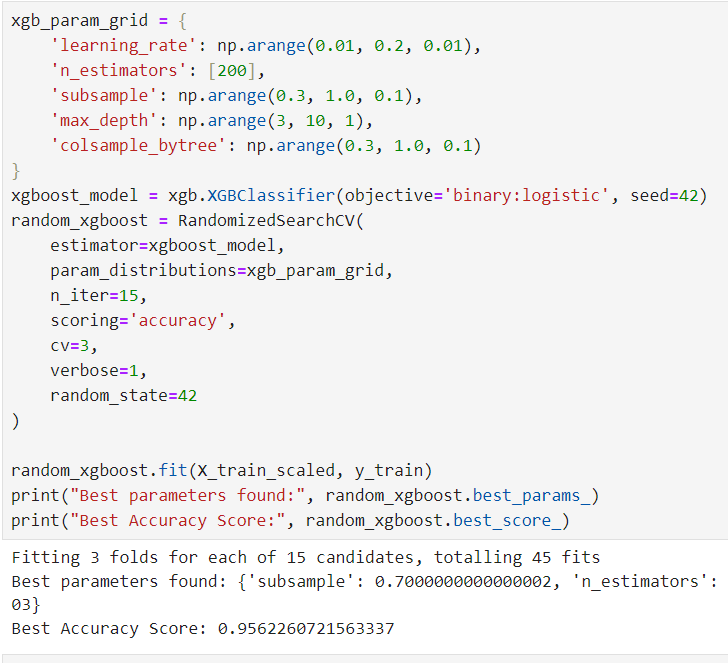 xgb_param_grid = {
    'learning_rate': np.arange(0.01, 0.2, 0.01),
    'n_estimators': [200],
    'subsample': np.arange(0.3, 1.0, 0.1),
    'max_depth': np.arange(3, 10, 1),
    'colsample_bytree': np.arange(0.3, 1.0, 0.1)
}
xgboost_model = xgb.XGBClassifier(objective='binary:logistic', seed=42)
random_xgboost = RandomizedSearchCV(
    estimator=xgboost_model,
    param_distributions=xgb_param_grid,
    n_iter=15,
    scoring='accuracy',
    cv=3,
    verbose=1,
    random_state=42
)

random_xgboost.fit(X_train_scaled, y_train)
print("Best parameters found:", random_xgboost.best_params_)
print("Best Accuracy Score:", random_xgboost.best_score_)
Fitting 3 folds for each of 15 candidates, totalling 45 fits
Best parameters found: {'subsample': 0.7000000000000002, 'n_estimators':
03}
Best Accuracy Score: 0.9562260721563337